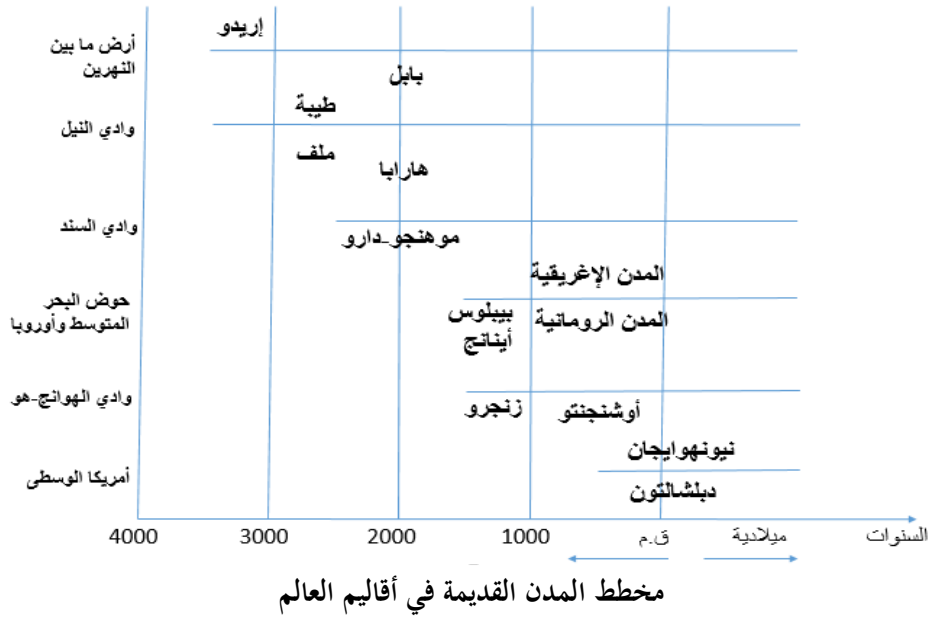 إريدو
أرض ما بين
النهرين
بابل
طيبة
وادي النيل
ملف
هارابا
وادي السند
موهنجو-دارو
المدن الإغريقية
حوض البحر
المتوسط وأوروبا
بيبلوس
المدن الرومانية
أينانج
وادي الهوانج-هو
زنجرو
أوشنجنتو
نيونهوايجان
أمريكا الوسطى
دبلشالتون
4000 3000 2000 1000 ق.م ميلادية السنوات
مخطط المدن القديمة في أقاليم العالم